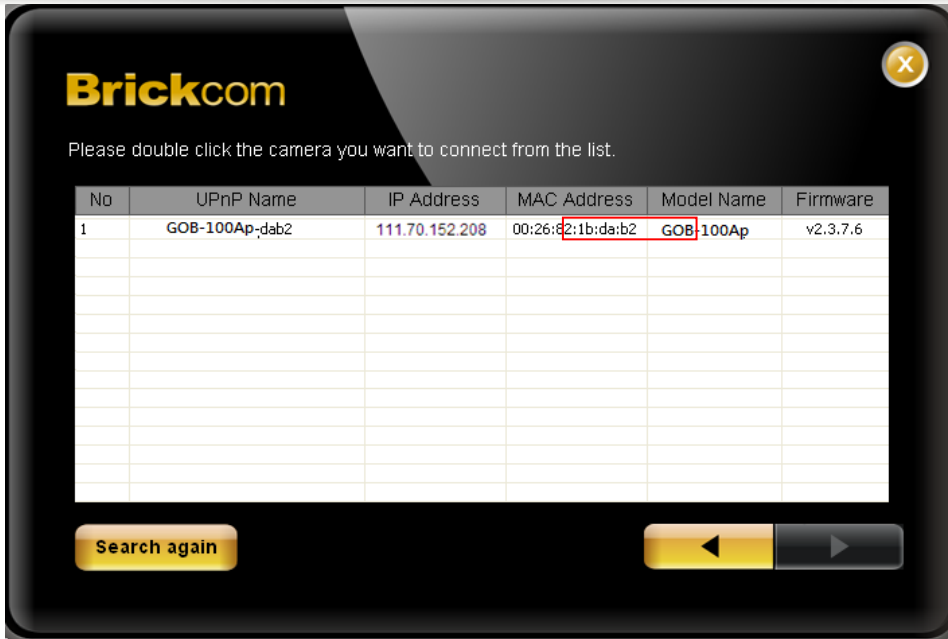 X
Brickcom
Please double click the camera you want to connect from the list.
No UPnP Name IP Address MAC Address Model Name Firmware
1 GOB-100Ap-dab2 111.70.152.208 00:26:82:1b:da:b2 GOB-100Ap v2.3.7.6
Search again